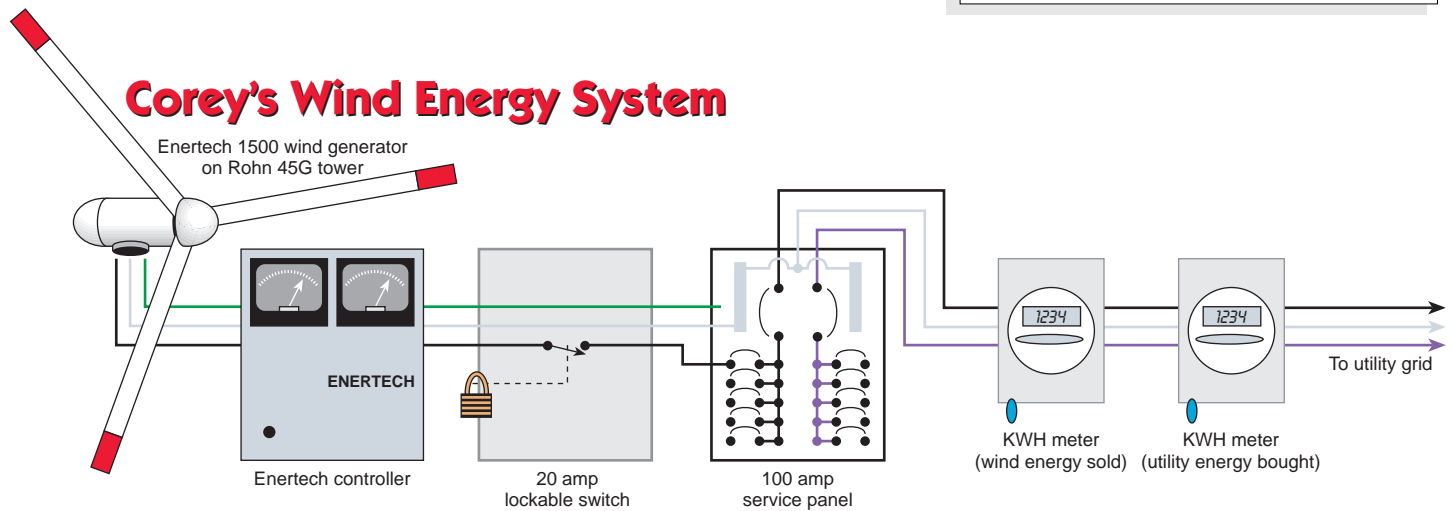 Corey's Wind Energy System
Enertech 1500 wind generator
on Rohn 45G tower
ENERTECH
1234
1234
To utility grid
Enertech controller
20 amp
lockable switch
100 amp
service panel
KWH meter
(wind energy sold)
KWH meter
(utility energy bought)